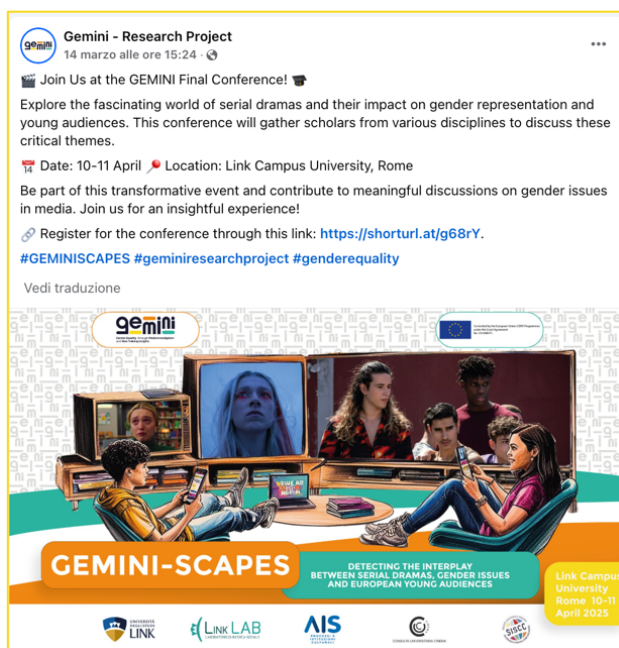 Gemini - Research Project
14 marzo alle ore 15:24 ·
Join Us at the GEMINI Final Conference!
Explore the fascinating world of serial dramas and their impact on gender representation and
young audiences. This conference will gather scholars from various disciplines to discuss these
critical themes.
Date: 10-11 April Location: Link Campus University, Rome
Be part of this transformative event and contribute to meaningful discussions on gender issues
in media. Join us for an insightful experience!
Register for the conference through this link: https://shorturl.at/g68rY.
#GEMINISCAPES #geminiresearchproject #genderequality
Vedi traduzione
gemini
GEMINI-SCAPES
DETECTING THE INTERPLAY
BETWEEN SERIAL DRAMAS, GENDER ISSUES
AND EUROPEAN YOUNG AUDIENCES
Link Campus
University
Rome 10-11
April 2025
LINK
LINK LAB
AIS
SISCC